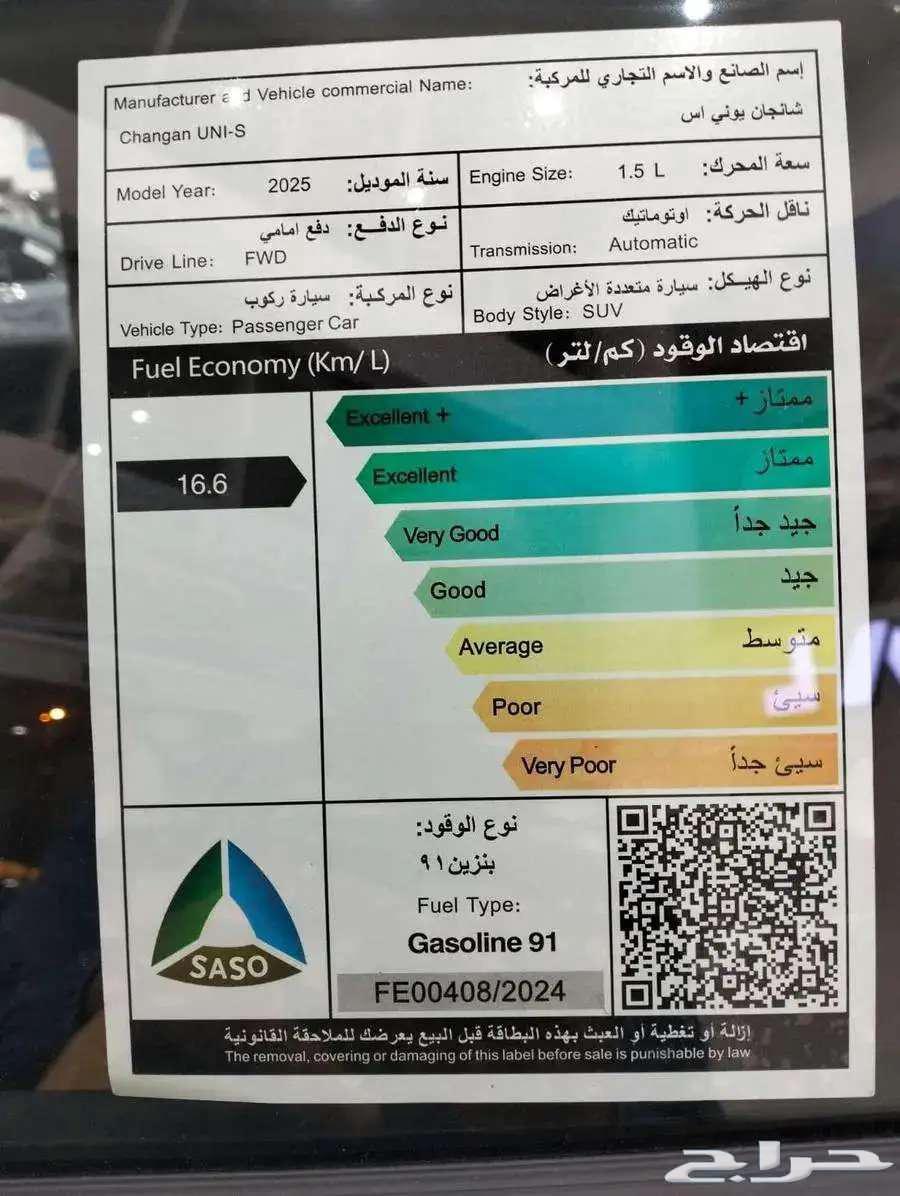 Manufacturer and Vehicle commercial Name: إسم الصانع والاسم التجاري للمركبة:
Changan UNI-S شانجان يوني اس
Model Year: 2025 سنة الموديل:
Engine Size: 1.5 L سعة المحرك:
نوع الدفع: دفع امامي
Drive Line: FWD
ناقل الحركة: اوتوماتيك
Transmission: Automatic
نوع المركبة: سيارة ركوب
Vehicle Type: Passenger Car
نوع الهيكل: سيارة متعددة الأغراض
Body Style: SUV
Fuel Economy (Km/ L) اقتصاد الوقود (كم/لتر)
Excellent + ممتاز +
16.6
Excellent ممتاز
Very Good جيد جداً
Good جيد
Average متوسط
Poor سيئ
Very Poor سيئ جداً
SASO
نوع الوقود:
بنزين ٩١
Fuel Type:
Gasoline 91
FE00408/2024
إزالة أو تغطية أو العبث بهذه البطاقة قبل البيع يعرضك للملاحقة القانونية
The removal, covering or damaging of this label before sale is punishable by law
حراج